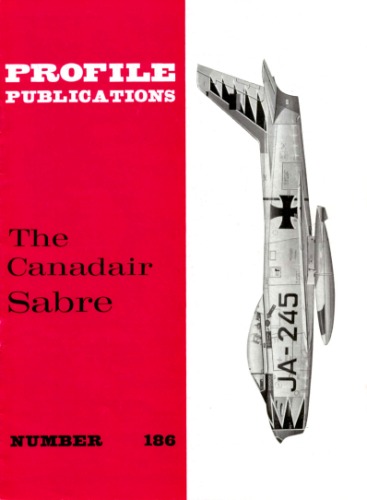 PROFILE
PUBLICATIONS
The
Canadair
Sabre
NUMBER 186
JA-245